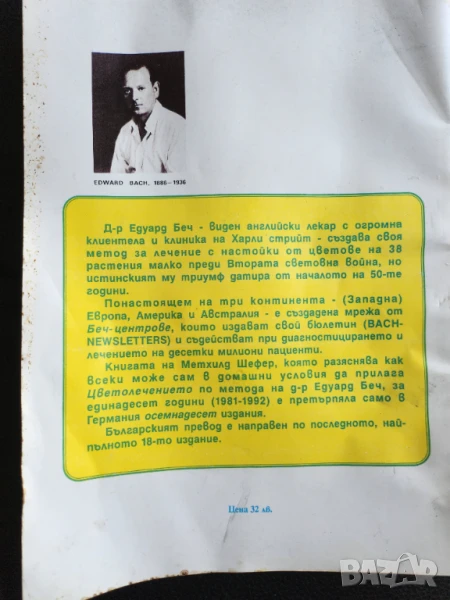 EDWARD BACH, 1886-1936
Д-р Едуард Беч - виден английски лекар с огромна
клиентела и клиника на Харли стрийт - създава своя
метод за лечение с настойки от цветове на 38
растения малко преди Втората световна война, но
истинският му триумф датира от началото на 50-те
години.
Понастоящем на три континента - (Западна)
Европа, Америка и Австралия - е създадена мрежа от
Беч-центрове, които издават свой бюлетин (BACH-
NEWSLETTERS) и съдействат при диагностицирането и
лечението на десетки милиони пациенти.
Книгата на Метхилд Шефер, която разяснява как
всеки може сам в домашни условия да прилага
Цветолечението по метода на д-р Едуард Беч, за
единадесет години (1981-1992) е претърпяла само в
Германия осемнадесет издания.
Българският превод е направен по последното, най-
пълното 18-то издание.
Цена 32 лв.
BAZAR